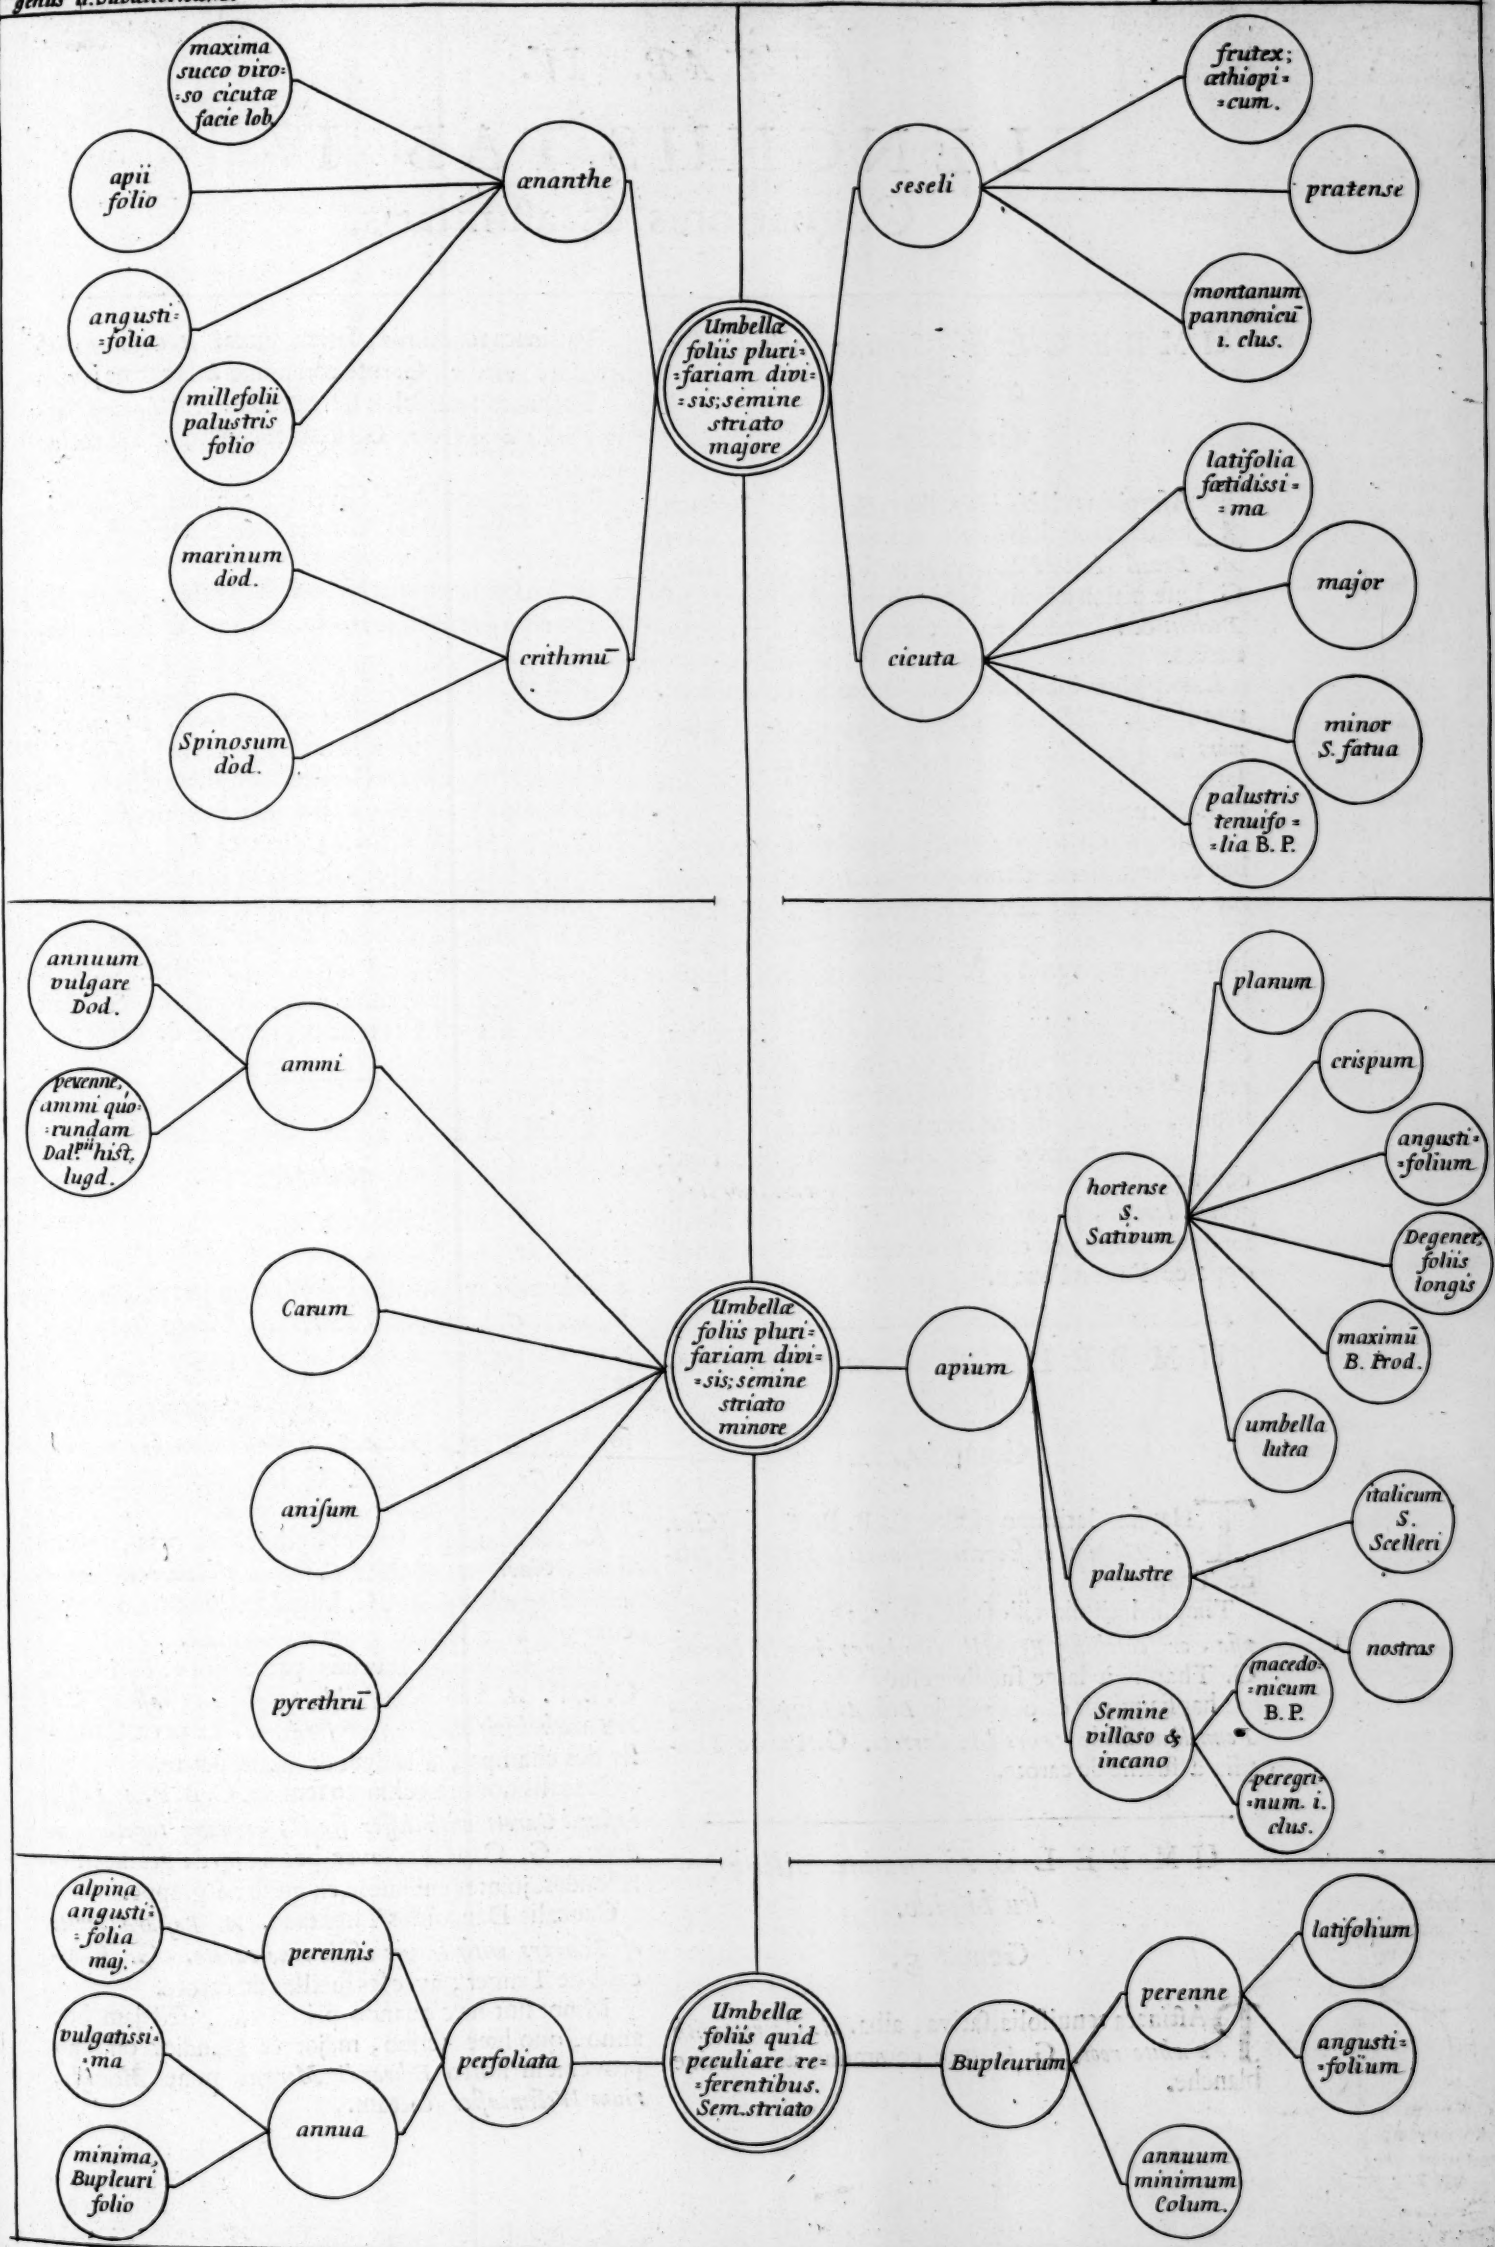 maxima
succo viro=
=so cicutæ
facie lob.
apii
folio
angusti=
=folia
millefolii
palustris
folio
œnanthe
marinum
dod.
Spinosum
dod.
crithmū
Umbellæ
foliis pluri=
=fariam divi=
=sis; semine
striato
majore
seseli
frutex;
æthiopi=
=cum.
pratense
montanum
pannonicū
1. clus.
cicuta
latifolia
fœtidissi=
=ma
major
minor
S. fatua
palustris
tenuifo=
=lia B. P.
annuum
vulgare
Dod.
perenne,
ammi quo=
=rundam
Dal.pii hist.
lugd.
ammi
Carum
aniſum
pyrethrū
Umbellæ
foliis pluri=
fariam divi=
=sis; semine
striato
minore
apium
hortense
S.
Sativum
planum
crispum
angusti=
=folium
Degener,
foliis
longis
maximū
B. Prod.
umbella
lutea
palustre
italicum
S.
Scelleri
nostras
Semine
villoso &
incano
macedo=
=nicum
B. P.
peregri=
=num. 1.
clus.
alpina
angusti=
=folia
maj.
perennis
vulgatissi=
=ma
minima,
Bupleuri
folio
annua
perfoliata
Umbellæ
foliis quid
peculiare re=
=ferentibus.
Sem. striato
Bupleurum
perenne
latifolium
angusti=
=folium
annuum
minimum
Colum.